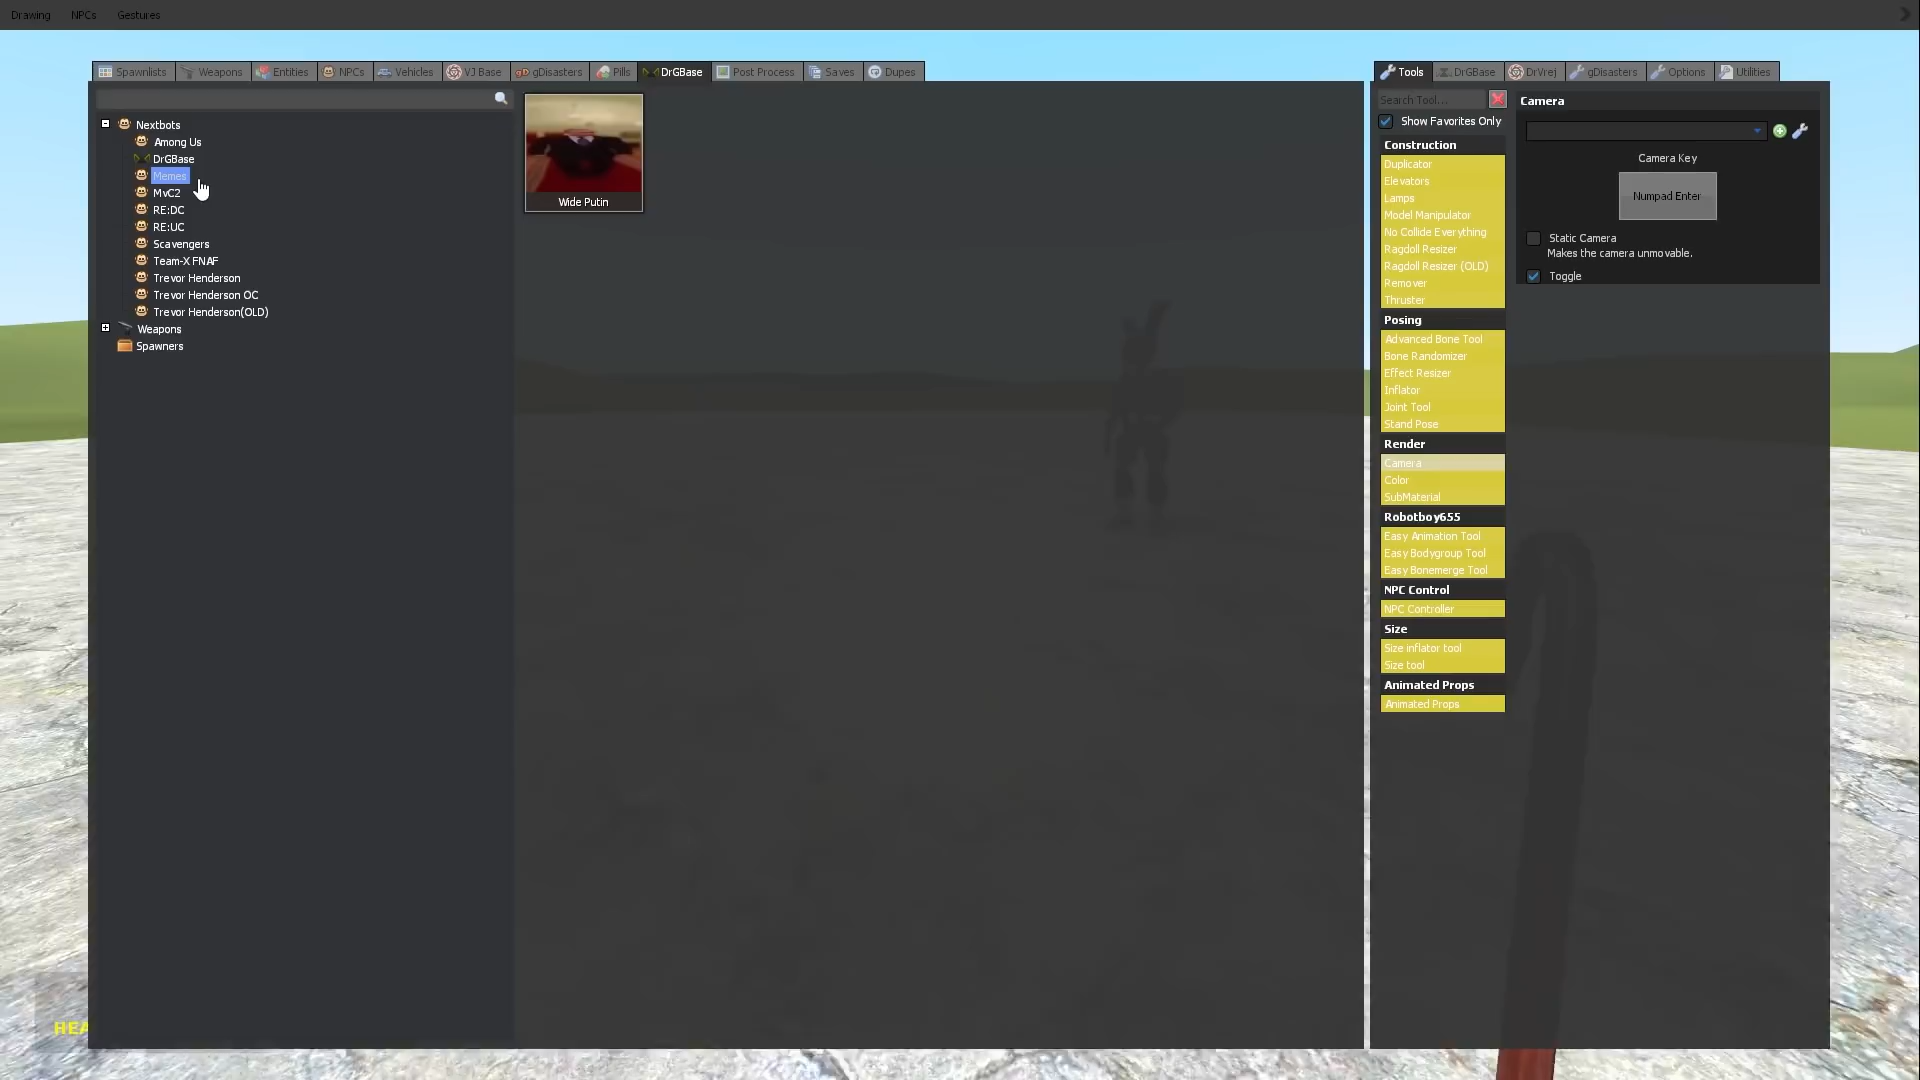 Drawing NPCs Gestures
Spawnlists Weapons Entities NPCs Vehicles VJ Base gDisasters Pills DrGBase Post Process Saves Dupes
Nextbots
Among Us
DrGBase
Memes
MvC2
RE:DC
RE:UC
Scavengers
Team-X FNAF
Trevor Henderson
Trevor Henderson OC
Trevor Henderson(OLD)
Weapons
Spawners
Wide Putin
Tools DrGBase DrVrej gDisasters Options Utilities
Search Tool...
Show Favorites Only
Construction
Duplicator
Elevators
Lamps
Model Manipulator
No Collide Everything
Ragdoll Resizer
Ragdoll Resizer (OLD)
Remover
Thruster
Posing
Advanced Bone Tool
Bone Randomizer
Effect Resizer
Inflator
Joint Tool
Stand Pose
Render
Camera
Color
SubMaterial
Robotboy655
Easy Animation Tool
Easy Bodygroup Tool
Easy Bonemerge Tool
NPC Control
NPC Controller
Size
Size inflator tool
Size tool
Animated Props
Animated Props
Camera
Camera Key
Numpad Enter
Static Camera
Makes the camera unmovable.
Toggle
HEA